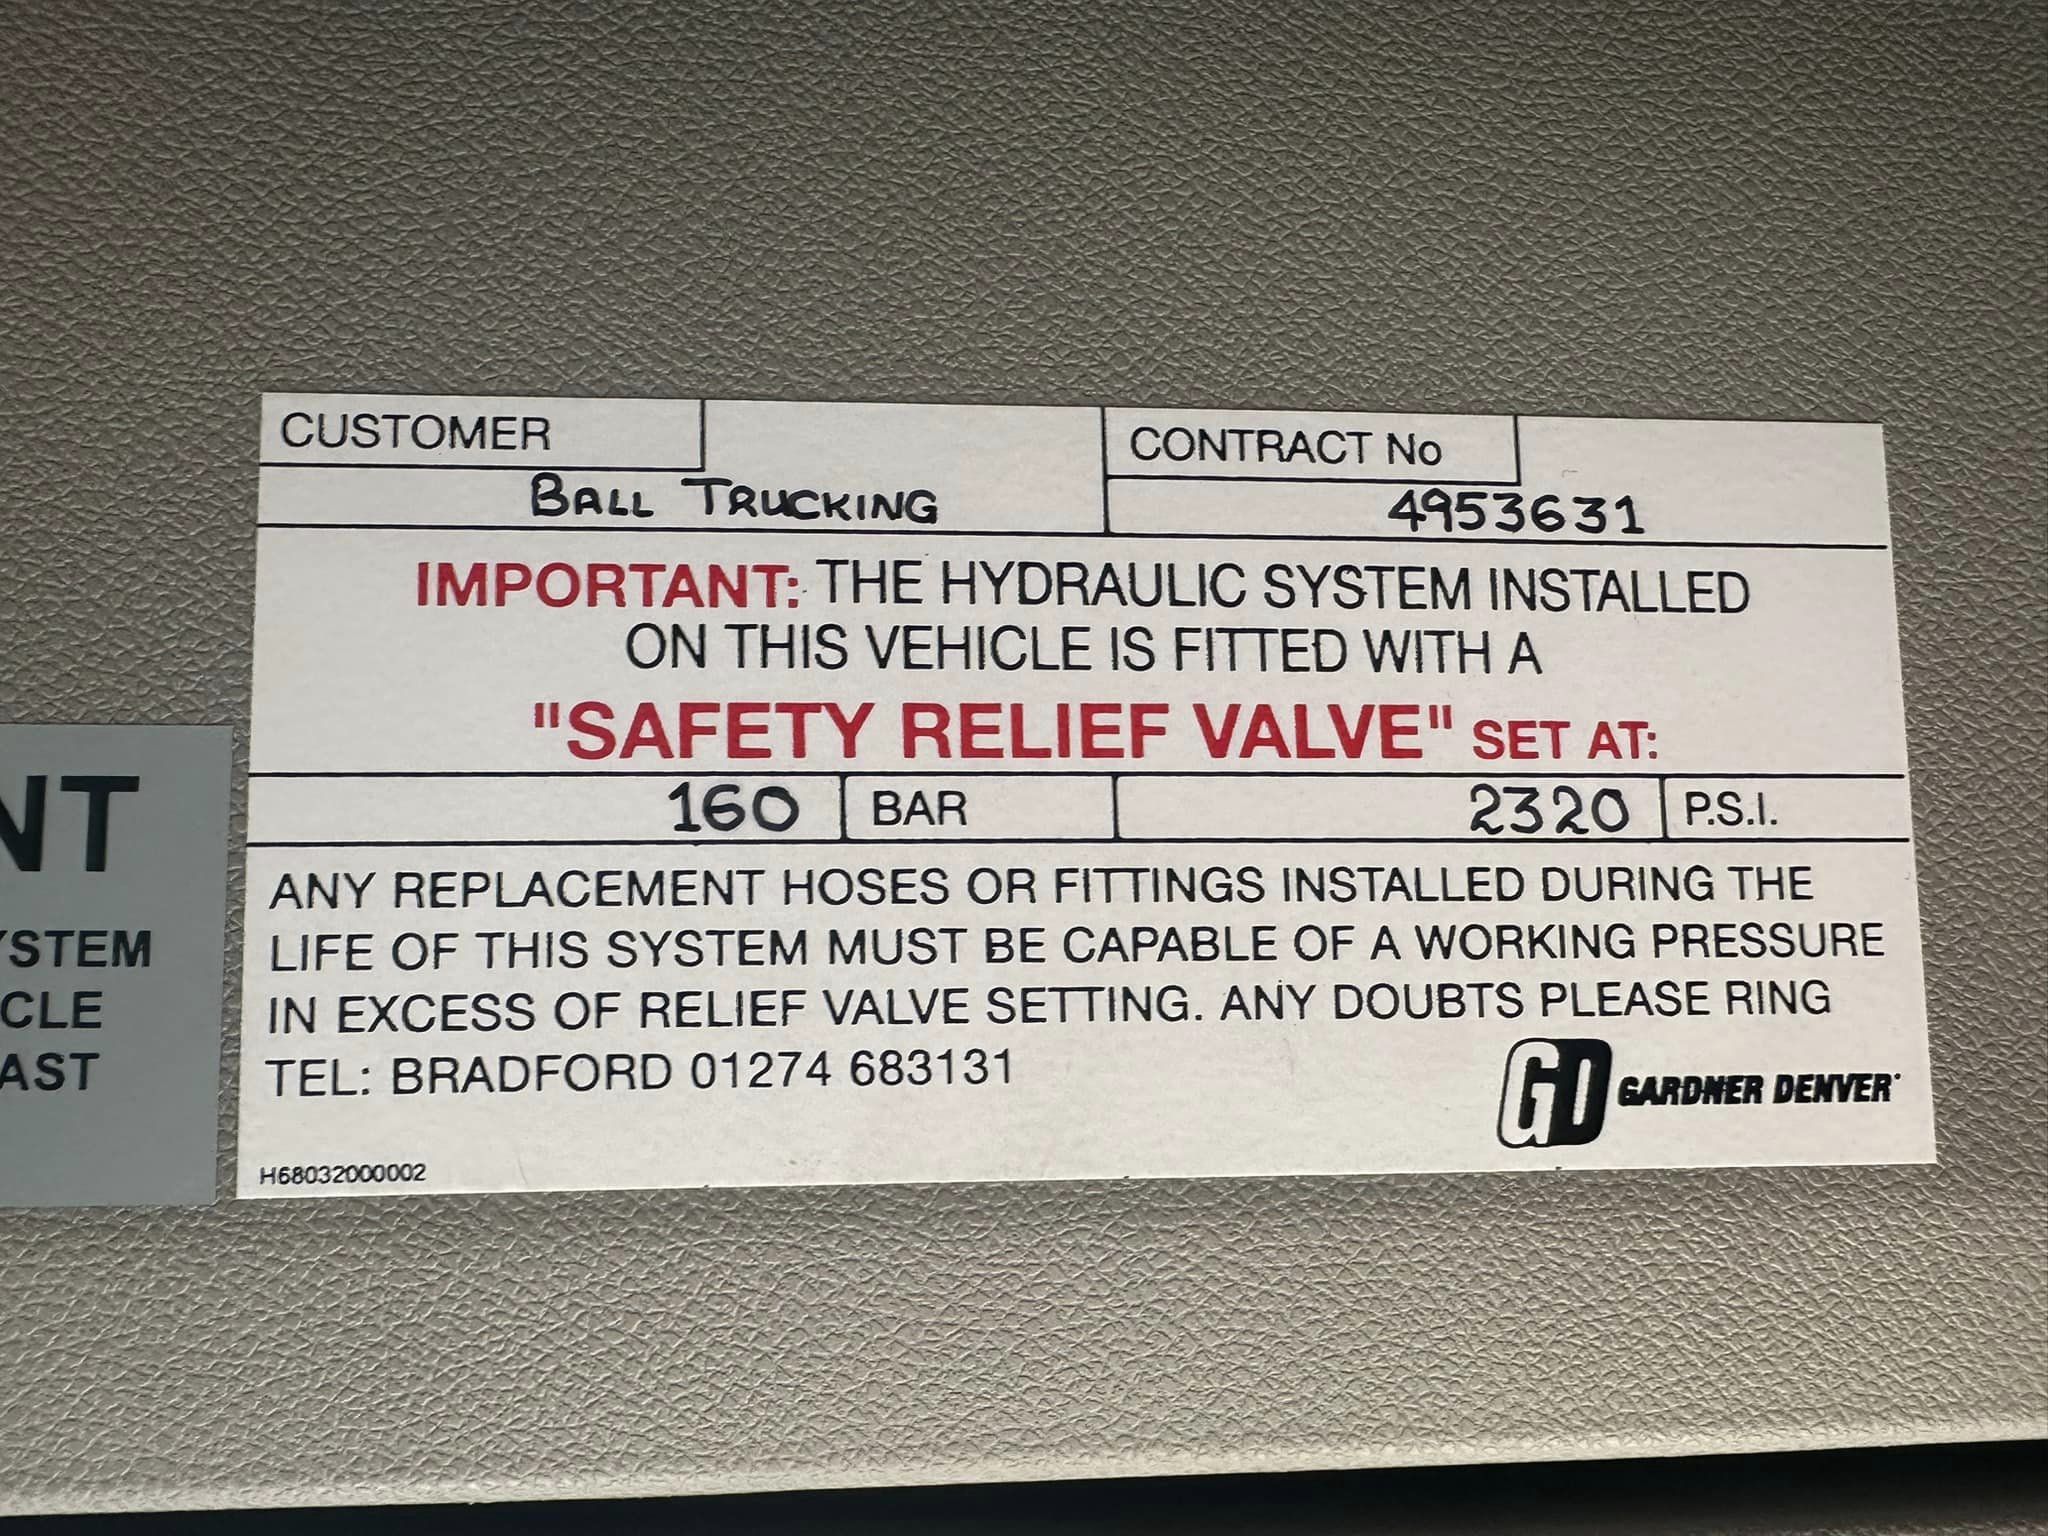 CUSTOMER
BALL TRUCKING
CONTRACT No
4953631
IMPORTANT: THE HYDRAULIC SYSTEM INSTALLED
ON THIS VEHICLE IS FITTED WITH A
"SAFETY RELIEF VALVE" SET AT:
160 BAR 2320 P.S.I.
ANY REPLACEMENT HOSES OR FITTINGS INSTALLED DURING THE
LIFE OF THIS SYSTEM MUST BE CAPABLE OF A WORKING PRESSURE
IN EXCESS OF RELIEF VALVE SETTING. ANY DOUBTS PLEASE RING
TEL: BRADFORD 01274 683131
GD GARDNER DENVER
H68032000002
NT
YSTEM
CLE
AST